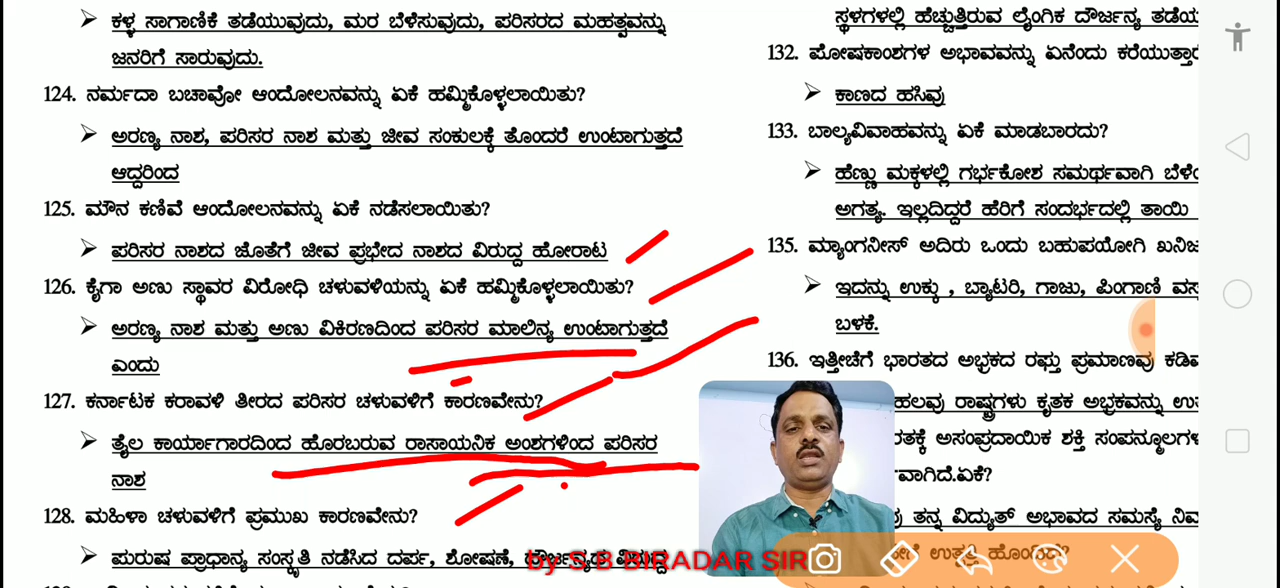 ಕಳ್ಳ ಸಾಗಾಣಿಕೆ ತಡೆಯುವುದು, ಮರ ಬೆಳೆಸುವುದು, ಪರಿಸರದ ಮಹತ್ವವನ್ನು
ಜನರಿಗೆ ಸಾರುವುದು.
124. ನರ್ಮದಾ ಬಚಾವೋ ಆಂದೋಲನವನ್ನು ಏಕೆ ಹಮ್ಮಿಕೊಳ್ಳಲಾಯಿತು?
ಅರಣ್ಯ ನಾಶ, ಪರಿಸರ ನಾಶ ಮತ್ತು ಜೀವ ಸಂಕುಲಕ್ಕೆ ತೊಂದರೆ ಉಂಟಾಗುತ್ತದೆ
ಆದ್ದರಿಂದ
125. ಮೌನ ಕಣಿವೆ ಆಂದೋಲನವನ್ನು ಏಕೆ ನಡೆಸಲಾಯಿತು?
ಪರಿಸರ ನಾಶದ ಜೊತೆಗೆ ಜೀವ ಪ್ರಭೇದ ನಾಶದ ವಿರುದ್ದ ಹೋರಾಟ
126. ಕೈಗಾ ಅಣು ಸ್ಥಾವರ ವಿರೋಧಿ ಚಳುವಳಿಯನ್ನು ಏಕೆ ಹಮ್ಮಿಕೊಳ್ಳಲಾಯಿತು?
ಅರಣ್ಯ ನಾಶ ಮತ್ತು ಅಣು ವಿಕಿರಣದಿಂದ ಪರಿಸರ ಮಾಲಿನ್ಯ ಉಂಟಾಗುತ್ತದೆ
ಎಂದು
127. ಕರ್ನಾಟಕ ಕರಾವಳಿ ತೀರದ ಪರಿಸರ ಚಳುವಳಿಗೆ ಕಾರಣವೇನು?
ತೈಲ ಕಾರ್ಯಾಗಾರದಿಂದ ಹೊರಬರುವ ರಾಸಾಯನಿಕ ಅಂಶಗಳಿಂದ ಪರಿಸರ
ನಾಶ
128. ಮಹಿಳಾ ಚಳುವಳಿಗೆ ಪ್ರಮುಖ ಕಾರಣವೇನು?
ಪುರುಷ ಪ್ರಾಧಾನ್ಯ ಸಂಸ್ಕೃತಿ ನಡೆಸಿದ ದರ್ಪ, ಶೋಷಣೆ,
ಸ್ಥಳಗಳಲ್ಲಿ ಹೆಚ್ಚುತ್ತಿರುವ ಲೈಂಗಿಕ ದೌರ್ಜನ್ಯ
132. ಪೋಷಕಾಂಶಗಳ ಅಭಾವವನ್ನು ಏನೆಂದು
ಕಾಣದ ಹಸಿವು
133. ಬಾಲ್ಯವಿವಾಹವನ್ನು ಏಕೆ ಮಾಡಬಾರದು?
ಹೆಣ್ಣು ಮಕ್ಕಳಲ್ಲಿ ಗರ್ಭಕೋಶ ಸಮರ್ಥವಾಗಿ
ಅಗತ್ಯ. ಇಲ್ಲದಿದ್ದರೆ ಹೆರಿಗೆ ಸಂದರ್ಭದಲ್ಲಿ ತಾಯಿ
135. ಮ್ಯಾಂಗನೀಸ್ ಅದಿರು ಒಂದು ಬಹುಪಯೋಗಿ
ಇದನ್ನು ಉಕ್ಕು , ಬ್ಯಾಟರಿ, ಗಾಜು, ಪಿಂಗಾಣಿ
ಬಳಕೆ.
136. ಇತ್ತೀಚೆಗೆ ಭಾರತದ ಅಭ್ರಕದ ರಫ್ತು ಪ್ರಮಾಣವು
ಹಲವು ರಾಷ್ಟ್ರಗಳು ಕೃತಕ ಅಭ್ರಕವನ್ನು
ಅಸಂಪ್ರದಾಯಿಕ ಶಕ್ತಿ
ತನ್ನ ವಿದ್ಯುತ್ ಅಭಾವದ ಸಮಸ್ಯೆ
by S B BIRADAR SIR